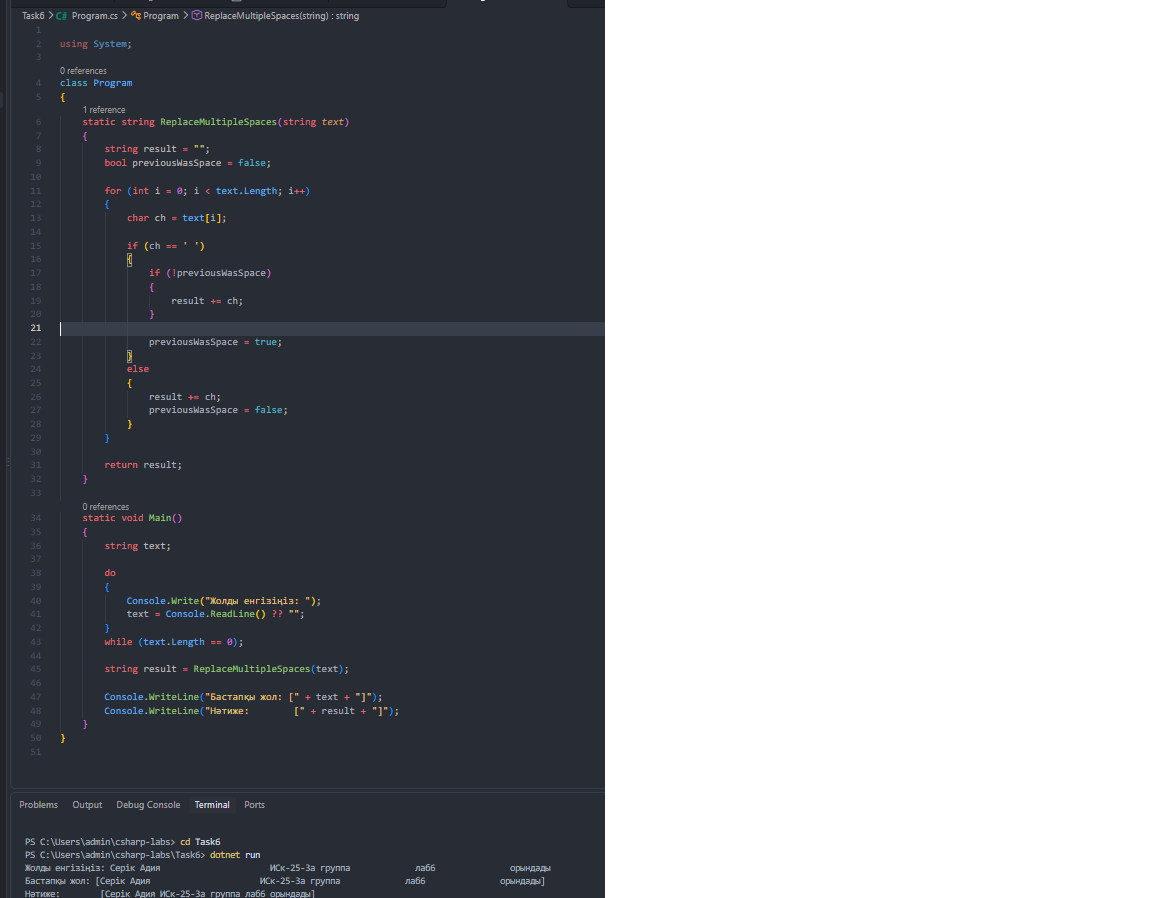 Task6 > C# Program.cs > Program > ReplaceMultipleSpaces(string) : string
1
2 using System;
3
0 references
4 class Program
5 {
1 reference
6 static string ReplaceMultipleSpaces(string text)
7 {
8 string result = "";
9 bool previousWasSpace = false;
10
11 for (int i = 0; i < text.Length; i++)
12 {
13 char ch = text[i];
14
15 if (ch == ' ')
16 {
17 if (!previousWasSpace)
18 {
19 result += ch;
20 }
21
22 previousWasSpace = true;
23 }
24 else
25 {
26 result += ch;
27 previousWasSpace = false;
28 }
29 }
30
31 return result;
32 }
33
0 references
34 static void Main()
35 {
36 string text;
37
38 do
39 {
40 Console.Write("Жолды енгізіңіз: ");
41 text = Console.ReadLine() ?? "";
42 }
43 while (text.Length == 0);
44
45 string result = ReplaceMultipleSpaces(text);
46
47 Console.WriteLine("Бастапқы жол: [" + text + "]");
48 Console.WriteLine("Нәтиже:        [" + result + "]");
49 }
50 }
51
Problems Output Debug Console Terminal Ports
PS C:\Users\admin\csharp-labs> cd Task6
PS C:\Users\admin\csharp-labs\Task6> dotnet run
Жолды енгізіңіз: Серік Адия                      ИСк-25-3а группа             лаб6               орындады
Бастапқы жол: [Серік Адия                      ИСк-25-3а группа             лаб6               орындады]
Нәтиже:        [Серік Адия ИСк-25-3а группа лаб6 орындады]